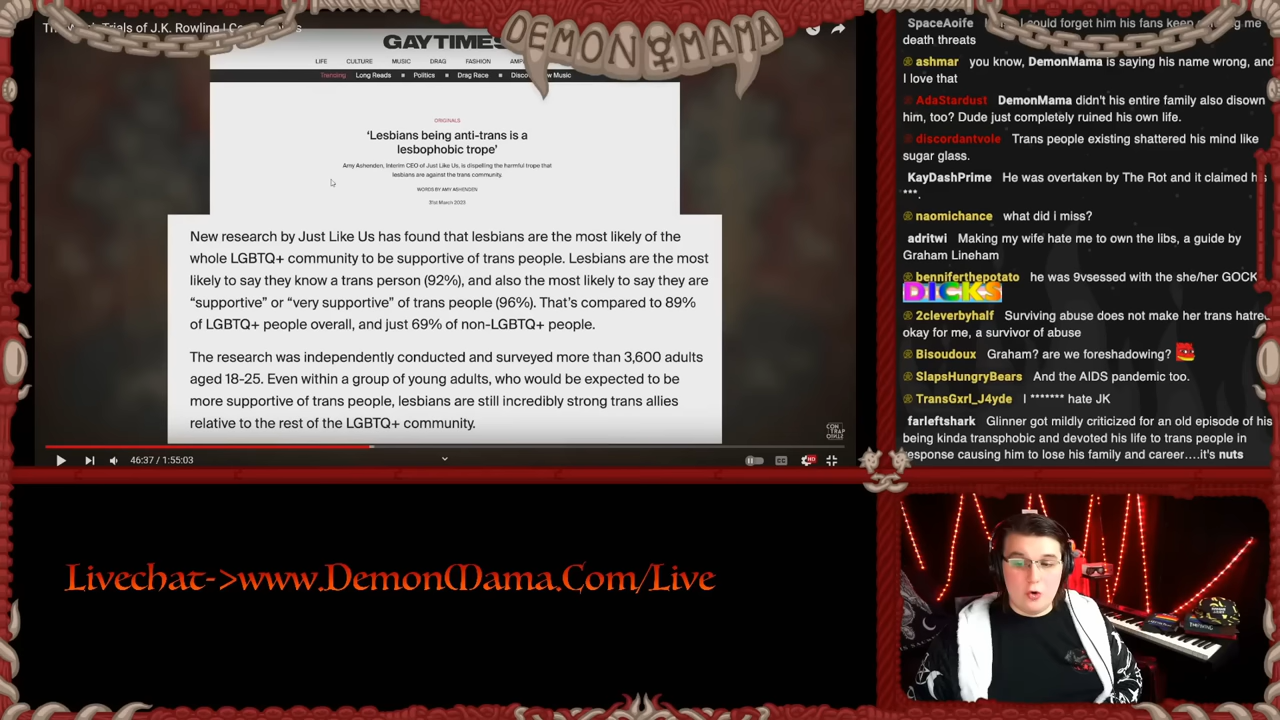 The Witch Trials of J.K. Rowling | ContraPoints
GAYTIMES
LIFE CULTURE MUSIC DRAG FASHION
Trending Long Reads Politics Drag Race Music
DEMON MAMA
ORIGINALS
‘Lesbians being anti-trans is a
lesbophobic trope’
Amy Ashenden, Interim CEO of Just Like Us, is dispelling the harmful trope that
lesbians are against the trans community.
WORDS BY AMY ASHENDEN
31st March 2023
New research by Just Like Us has found that lesbians are the most likely of the
whole LGBTQ+ community to be supportive of trans people. Lesbians are the most
likely to say they know a trans person (92%), and also the most likely to say they are
“supportive” or “very supportive” of trans people (96%). That’s compared to 89%
of LGBTQ+ people overall, and just 69% of non-LGBTQ+ people.
The research was independently conducted and surveyed more than 3,600 adults
aged 18-25. Even within a group of young adults, who would be expected to be
more supportive of trans people, lesbians are still incredibly strong trans allies
relative to the rest of the LGBTQ+ community.
CON
TRAP
OINTS
46:37 / 1:55:03
CC
HD
SpaceAoife I could forget him his fans keep me
death threats
ashmar you know, DemonMama is saying his name wrong, and
I love that
AdaStardust DemonMama didn't his entire family also disown
him, too? Dude just completely ruined his own life.
discordantvole Trans people existing shattered his mind like
sugar glass.
KayDashPrime He was overtaken by The Rot and it claimed his
***.
naomichance what did i miss?
adritwi Making my wife hate me to own the libs, a guide by
Graham Lineham
benniferthepotato he was 9vsessed with the she/her GOCK
DICKS
2cleverbyhalf Surviving abuse does not make her trans hatred
okay for me, a survivor of abuse
Bisoudoux Graham? are we foreshadowing?
SlapsHungryBears And the AIDS pandemic too.
TransGxrl_J4yde I ******* hate JK
farleftshark Glinner got mildly criticized for an old episode of his
being kinda transphobic and devoted his life to trans people in
response causing him to lose his family and career....it's nuts
Livechat->www.DemonMama.Com/Live